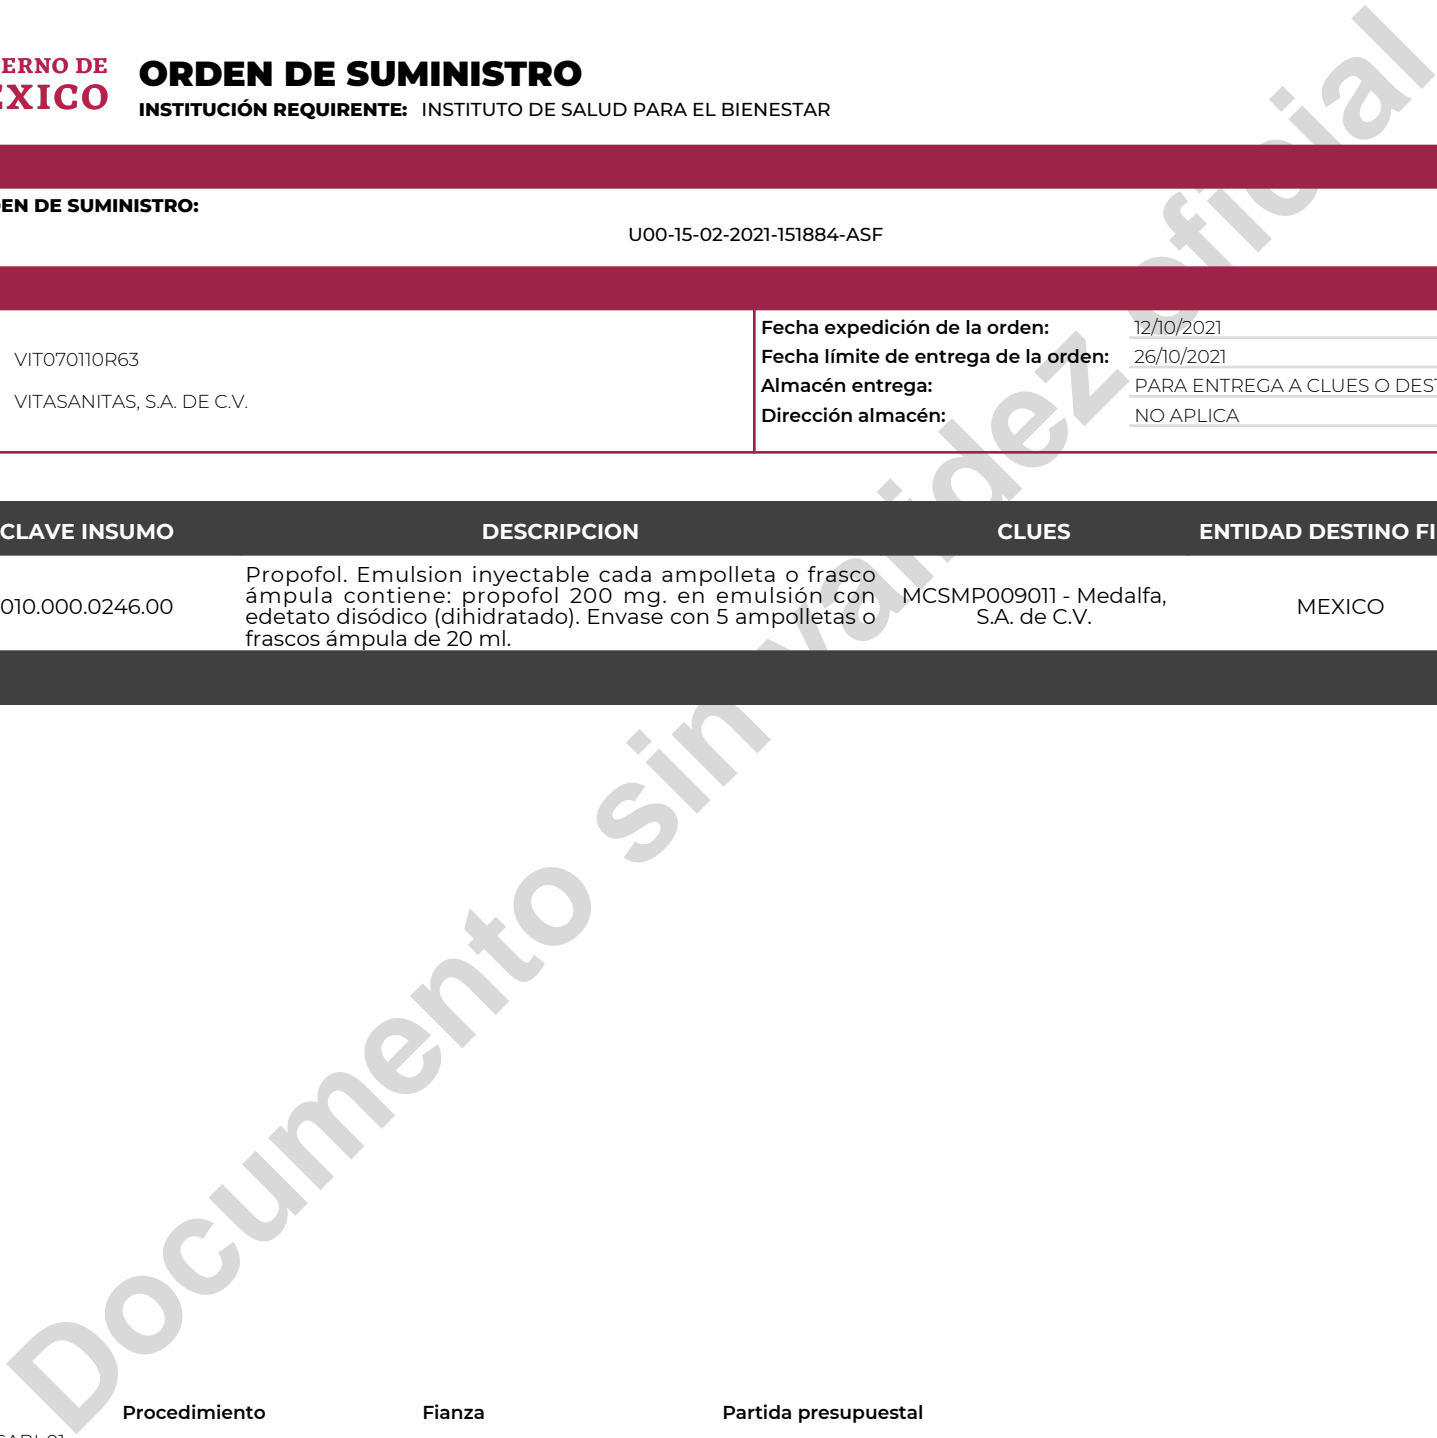 ERNO DE
EXICO
ORDEN DE SUMINISTRO
INSTITUCIÓN REQUIRENTE: INSTITUTO DE SALUD PARA EL BIENESTAR
EN DE SUMINISTRO:
U00-15-02-2021-151884-ASF
VIT070110R63
VITASANITAS, S.A. DE C.V.
Fecha expedición de la orden: 12/10/2021
Fecha límite de entrega de la orden: 26/10/2021
Almacén entrega: PARA ENTREGA A CLUES O DEST
Dirección almacén: NO APLICA
CLAVE INSUMO DESCRIPCION CLUES ENTIDAD DESTINO FI
010.000.0246.00
Propofol. Emulsion inyectable cada ampolleta o frasco
ámpula contiene: propofol 200 mg. en emulsión con
edetato disódico (dihidratado). Envase con 5 ampolletas o
frascos ámpula de 20 ml.
MCSMP009011 - Medalfa,
S.A. de C.V.
MEXICO
Documento sin validez oficial
Procedimiento Fianza Partida presupuestal